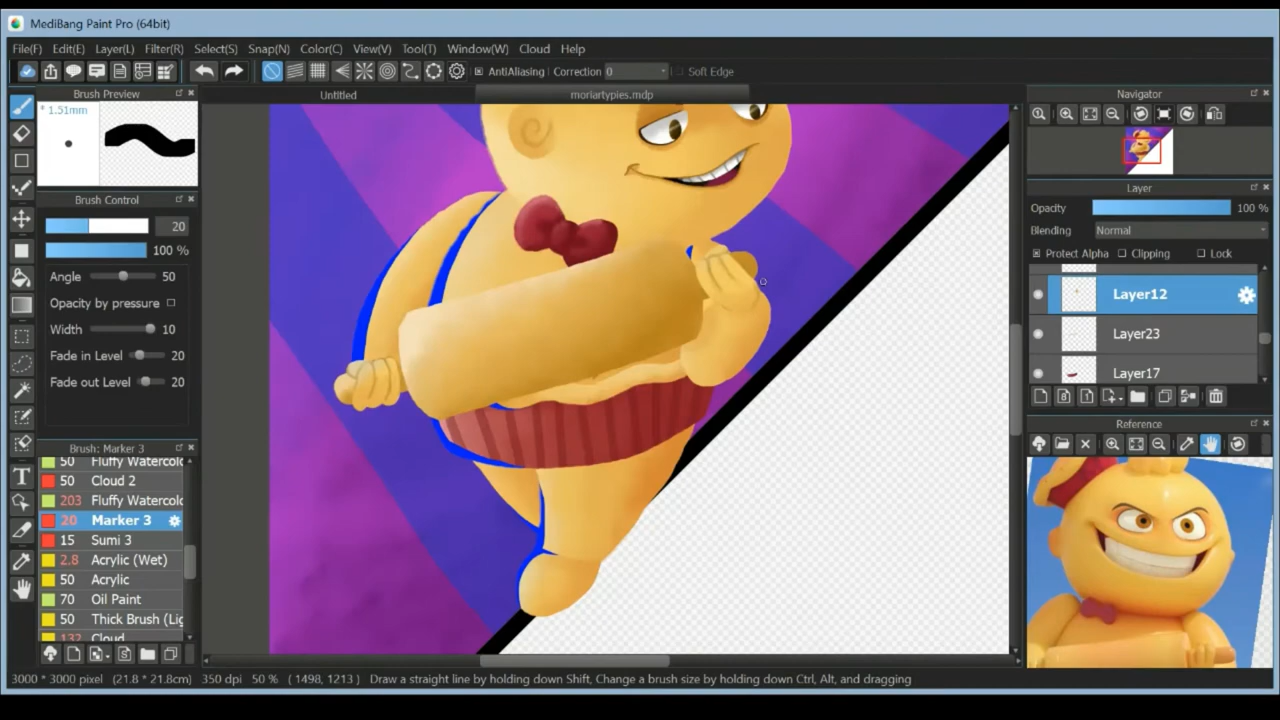 MediBang Paint Pro (64bit)
File(F) Edit(E) Layer(L) Filter(R) Select(S) Snap(N) Color(C) View(V) Tool(T) Window(W) Cloud Help
AntiAliasing Correction 0 Soft Edge
Brush Preview
Untitled
moriartypies.mdp
Navigator
* 1.51mm
Brush Control
20
100 %
Angle 50
Opacity by pressure
Width 10
Fade in Level 20
Fade out Level 20
Brush: Marker 3
50 Fluffy Watercolo
50 Cloud 2
203 Fluffy Watercolo
20 Marker 3
15 Sumi 3
2.8 Acrylic (Wet)
50 Acrylic
70 Oil Paint
50 Thick Brush (Lig
132 Cloud
Layer
Opacity 100 %
Blending Normal
Protect Alpha Clipping Lock
Layer12
Layer23
Layer17
Reference
3000 * 3000 pixel (21.8 * 21.8cm) 350 dpi 50 % ( 1498, 1213 ) Draw a straight line by holding down Shift, Change a brush size by holding down Ctrl, Alt, and dragging